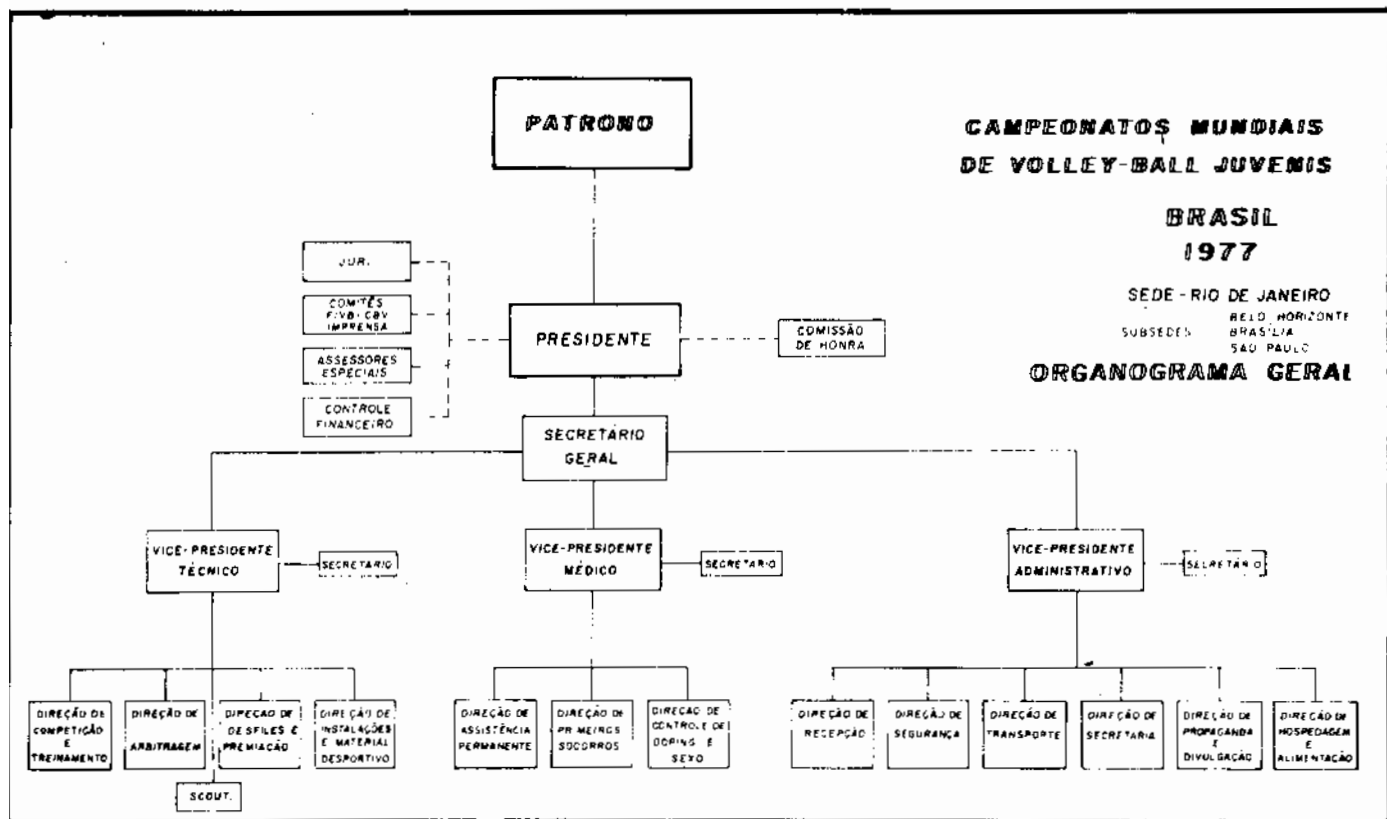 PATRONO
CAMPEONATOS MUNDIAIS
DE VOLLEY-BALL JUVENIS
BRASIL
1977
SEDE - RIO DE JANEIRO
SUBSEDES
BELO HORIZONTE
BRASÍLIA
SAO PAULO
ORGANOGRAMA GERAL
JUR.
COMITÊS
FIVB-CBV
IMPRENSA
ASSESSORES
ESPECIAIS
CONTROLE
FINANCEIRO
PRESIDENTE
COMISSÃO
DE HONRA
SECRETÁRIO
GERAL
VICE-PRESIDENTE
TÉCNICO
SECRETARIO
VICE-PRESIDENTE
MÉDICO
SECRETARIO
VICE-PRESIDENTE
ADMINISTRATIVO
SECRETÁRIO
DIREÇÃO DE
COMPETIÇÃO
E
TREINAMENTO
DIREÇÃO DE
ARBITRAGEM
DIREÇÃO DE
DESFILES E
PREMIAÇÃO
DIREÇÃO DE
INSTALAÇÕES
E MATERIAL
DESPORTIVO
SCOUT.
DIREÇÃO DE
ASSISTÊNCIA
PERMANENTE
DIREÇÃO DE
PRIMEIROS
SOCORROS
DIREÇAO DE
CONTROLE DE
DOPING E
SEXO
DIREÇÃO DE
RECEPÇÃO
DIREÇÃO DE
SEGURANÇA
DIREÇÃO DE
TRANSPORTE
DIREÇÃO DE
SECRETARIA
DIREÇÃO DE
PROPAGANDA
E
DIVULGAÇÃO
DIREÇÃO DE
HOSPEDAGEM
E
ALIMENTAÇÃO